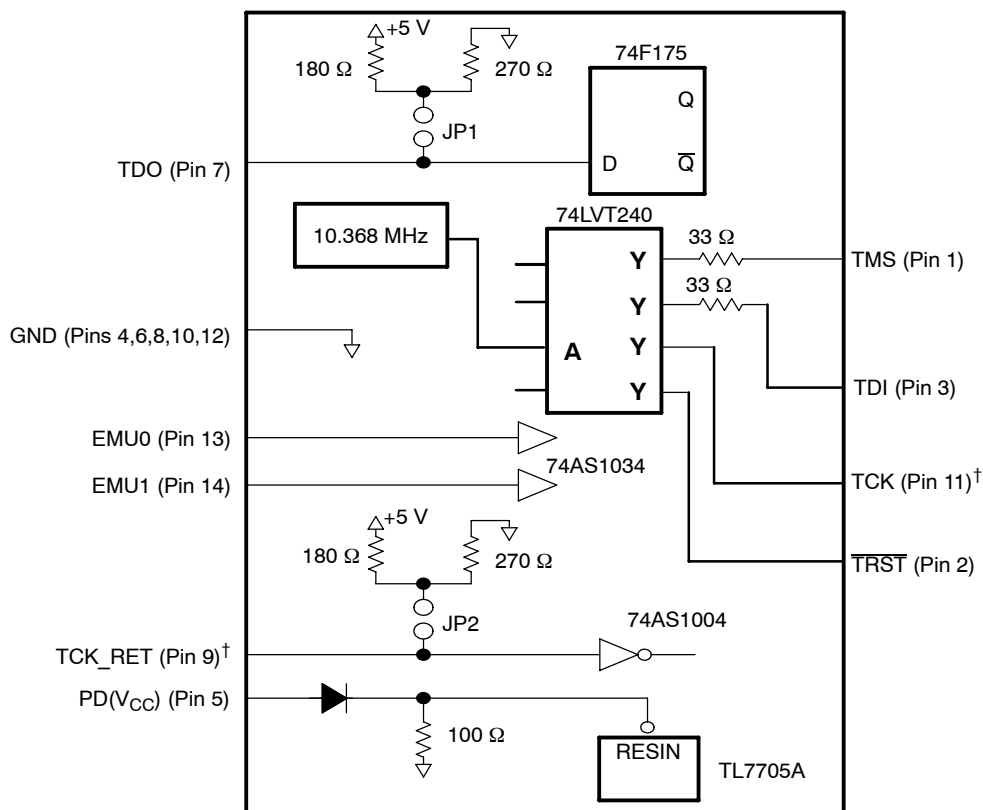 +5 V
180 Ω
270 Ω
JP1
74F175
Q
D
Q̅
TDO (Pin 7)
10.368 MHz
74LVT240
Y
Y
A
Y
Y
33 Ω
33 Ω
TMS (Pin 1)
GND (Pins 4,6,8,10,12)
TDI (Pin 3)
EMU0 (Pin 13)
74AS1034
EMU1 (Pin 14)
TCK (Pin 11)†
+5 V
180 Ω
270 Ω
T̅R̅S̅T̅ (Pin 2)
JP2
74AS1004
TCK_RET (Pin 9)†
PD(VCC) (Pin 5)
100 Ω
RESIN
TL7705A